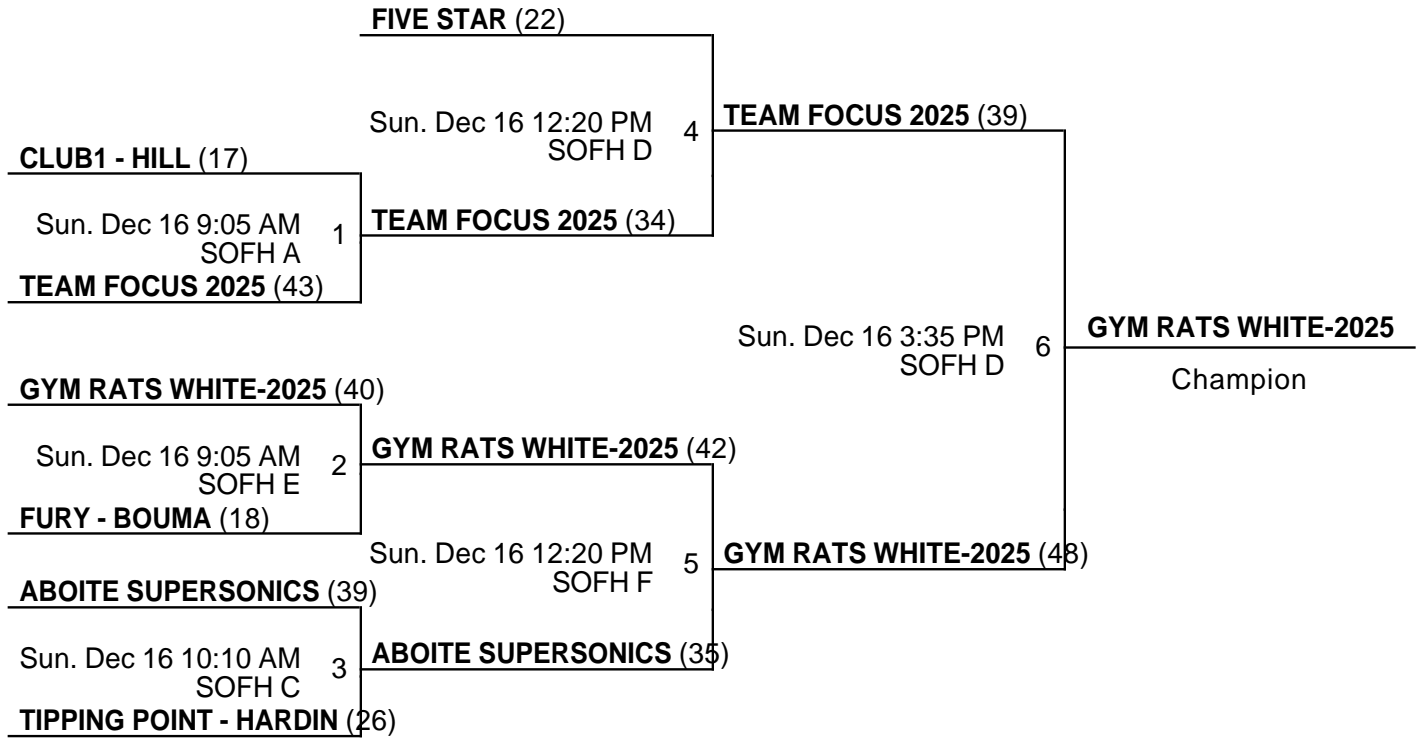 FIVE STAR (22)
Sun. Dec 16 12:20 PM
SOFH D
4
TEAM FOCUS 2025 (39)
CLUB1 - HILL (17)
Sun. Dec 16 9:05 AM
SOFH A
1
TEAM FOCUS 2025 (34)
TEAM FOCUS 2025 (43)
Sun. Dec 16 3:35 PM
SOFH D
6
GYM RATS WHITE-2025
Champion
GYM RATS WHITE-2025 (40)
Sun. Dec 16 9:05 AM
SOFH E
2
GYM RATS WHITE-2025 (42)
FURY - BOUMA (18)
Sun. Dec 16 12:20 PM
SOFH F
5
GYM RATS WHITE-2025 (48)
ABOITE SUPERSONICS (39)
Sun. Dec 16 10:10 AM
SOFH C
3
ABOITE SUPERSONICS (35)
TIPPING POINT - HARDIN (26)